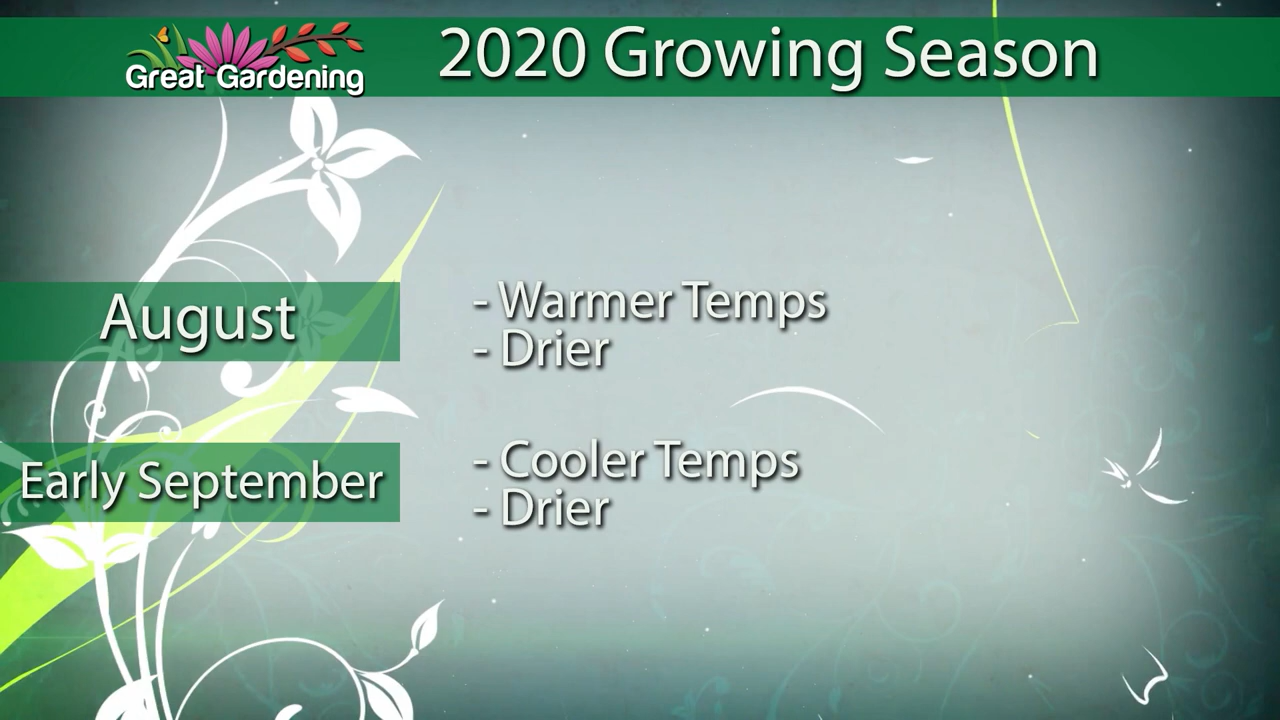 Great Gardening
2020 Growing Season
August
- Warmer Temps
- Drier
Early September
- Cooler Temps
- Drier